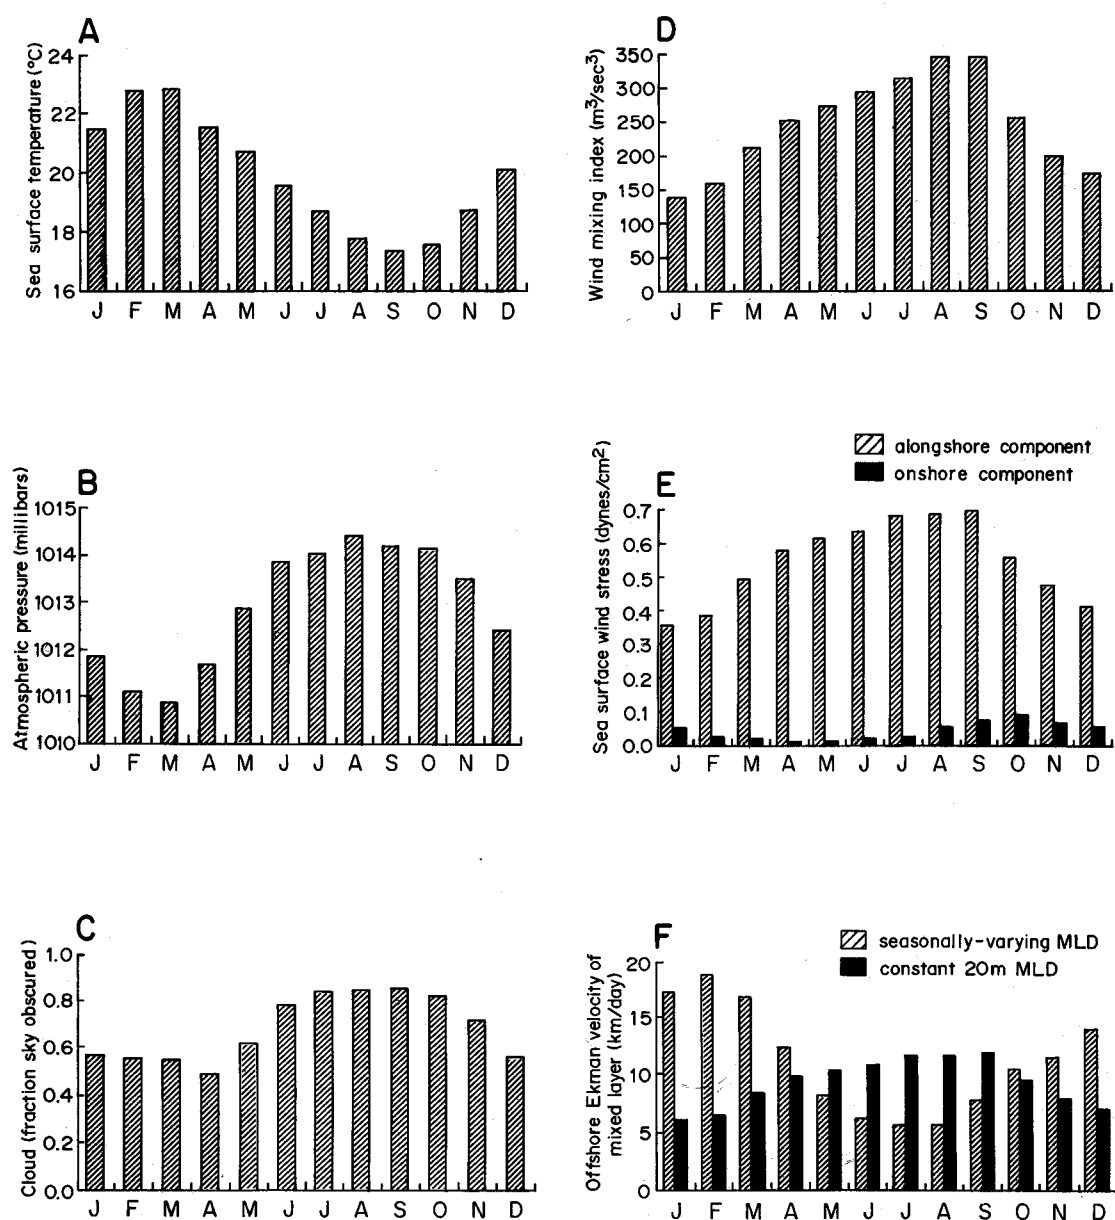 A
Sea surface temperature (°C)
24
22
20
18
16
J F M A M J J A S O N D
D
Wind mixing index (m³/sec³)
350
300
250
200
150
100
50
0
J F M A M J J A S O N D
B
Atmospheric pressure (millibars)
1015
1014
1013
1012
1011
1010
J F M A M J J A S O N D
alongshore component
onshore component
E
Sea surface wind stress (dynes/cm²)
0.7
0.6
0.5
0.4
0.3
0.2
0.1
0.0
J F M A M J J A S O N D
C
Cloud (fraction sky obscured)
1.0
0.8
0.6
0.4
0.2
0.0
J F M A M J J A S O N D
F
seasonally-varying MLD
constant 20m MLD
Offshore Ekman velocity of
mixed layer (km/day)
20
15
10
5
0
J F M A M J J A S O N D